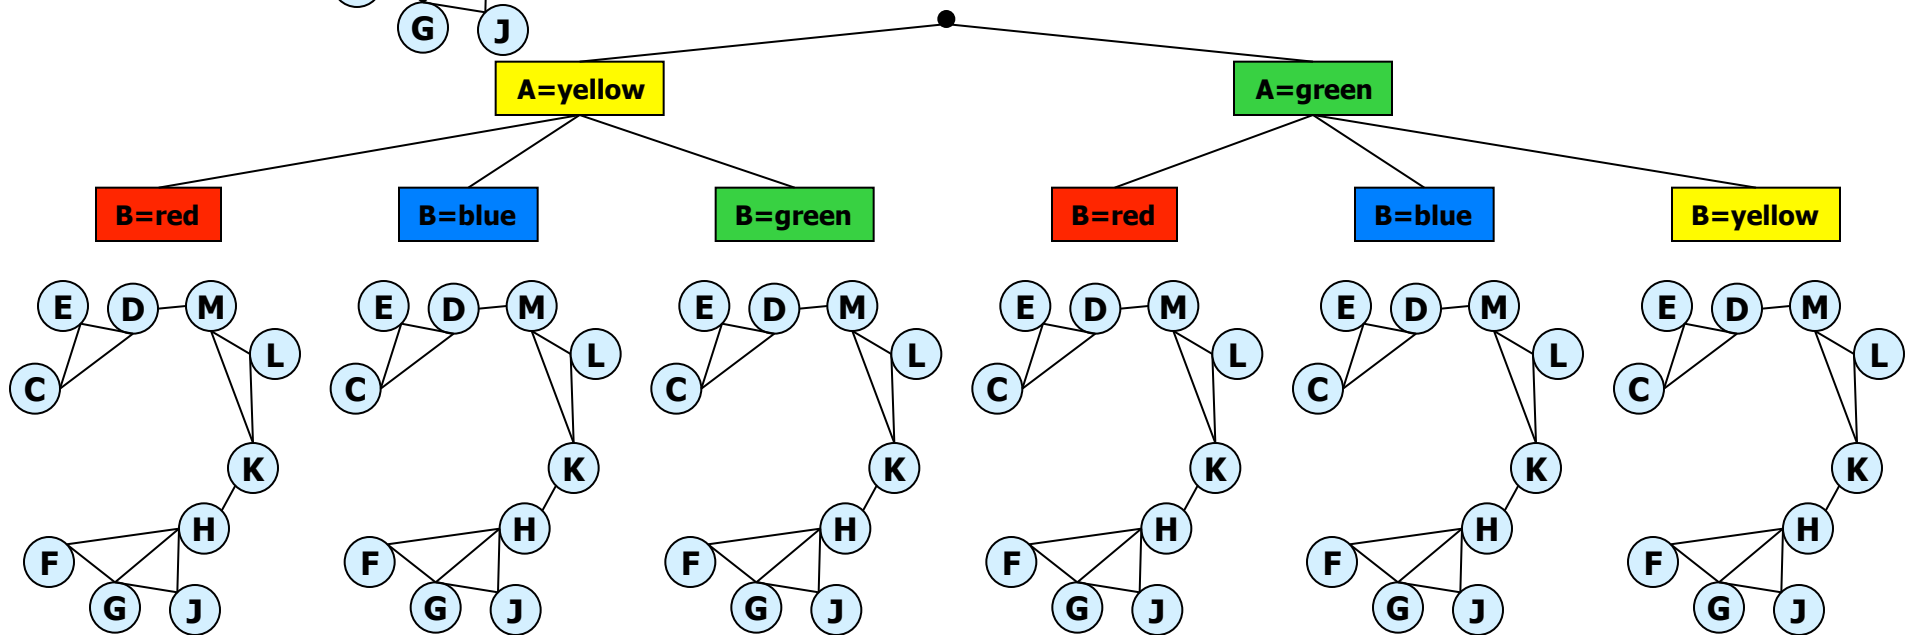 G J
A=yellow A=green
B=red B=blue B=green B=red B=blue B=yellow
E D M E D M E D M E D M E D M E D M
L L L L L L
C C C C C C
K K K K K K
H H H H H H
F F F F F F
G J G J G J G J G J G J